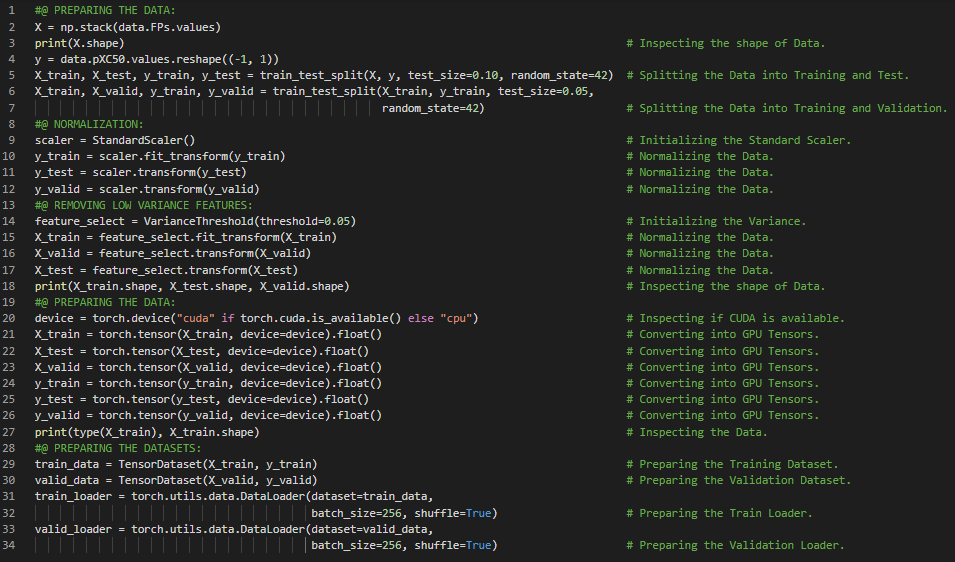 1 #@ PREPARING THE DATA:
2 X = np.stack(data.FPs.values)
3 print(X.shape) # Inspecting the shape of Data.
4 y = data.pXC50.values.reshape((-1, 1))
5 X_train, X_test, y_train, y_test = train_test_split(X, y, test_size=0.10, random_state=42) # Splitting the Data into Training and Test.
6 X_train, X_valid, y_train, y_valid = train_test_split(X_train, y_train, test_size=0.05,
7 random_state=42) # Splitting the Data into Training and Validation.
8 #@ NORMALIZATION:
9 scaler = StandardScaler() # Initializing the Standard Scaler.
10 y_train = scaler.fit_transform(y_train) # Normalizing the Data.
11 y_test = scaler.transform(y_test) # Normalizing the Data.
12 y_valid = scaler.transform(y_valid) # Normalizing the Data.
13 #@ REMOVING LOW VARIANCE FEATURES:
14 feature_select = VarianceThreshold(threshold=0.05) # Initializing the Variance.
15 X_train = feature_select.fit_transform(X_train) # Normalizing the Data.
16 X_valid = feature_select.transform(X_valid) # Normalizing the Data.
17 X_test = feature_select.transform(X_test) # Normalizing the Data.
18 print(X_train.shape, X_test.shape, X_valid.shape) # Inspecting the shape of Data.
19 #@ PREPARING THE DATA:
20 device = torch.device("cuda" if torch.cuda.is_available() else "cpu") # Inspecting if CUDA is available.
21 X_train = torch.tensor(X_train, device=device).float() # Converting into GPU Tensors.
22 X_test = torch.tensor(X_test, device=device).float() # Converting into GPU Tensors.
23 X_valid = torch.tensor(X_valid, device=device).float() # Converting into GPU Tensors.
24 y_train = torch.tensor(y_train, device=device).float() # Converting into GPU Tensors.
25 y_test = torch.tensor(y_test, device=device).float() # Converting into GPU Tensors.
26 y_valid = torch.tensor(y_valid, device=device).float() # Converting into GPU Tensors.
27 print(type(X_train), X_train.shape) # Inspecting the Data.
28 #@ PREPARING THE DATASETS:
29 train_data = TensorDataset(X_train, y_train) # Preparing the Training Dataset.
30 valid_data = TensorDataset(X_valid, y_valid) # Preparing the Validation Dataset.
31 train_loader = torch.utils.data.DataLoader(dataset=train_data,
32 batch_size=256, shuffle=True) # Preparing the Train Loader.
33 valid_loader = torch.utils.data.DataLoader(dataset=valid_data,
34 batch_size=256, shuffle=True) # Preparing the Validation Loader.